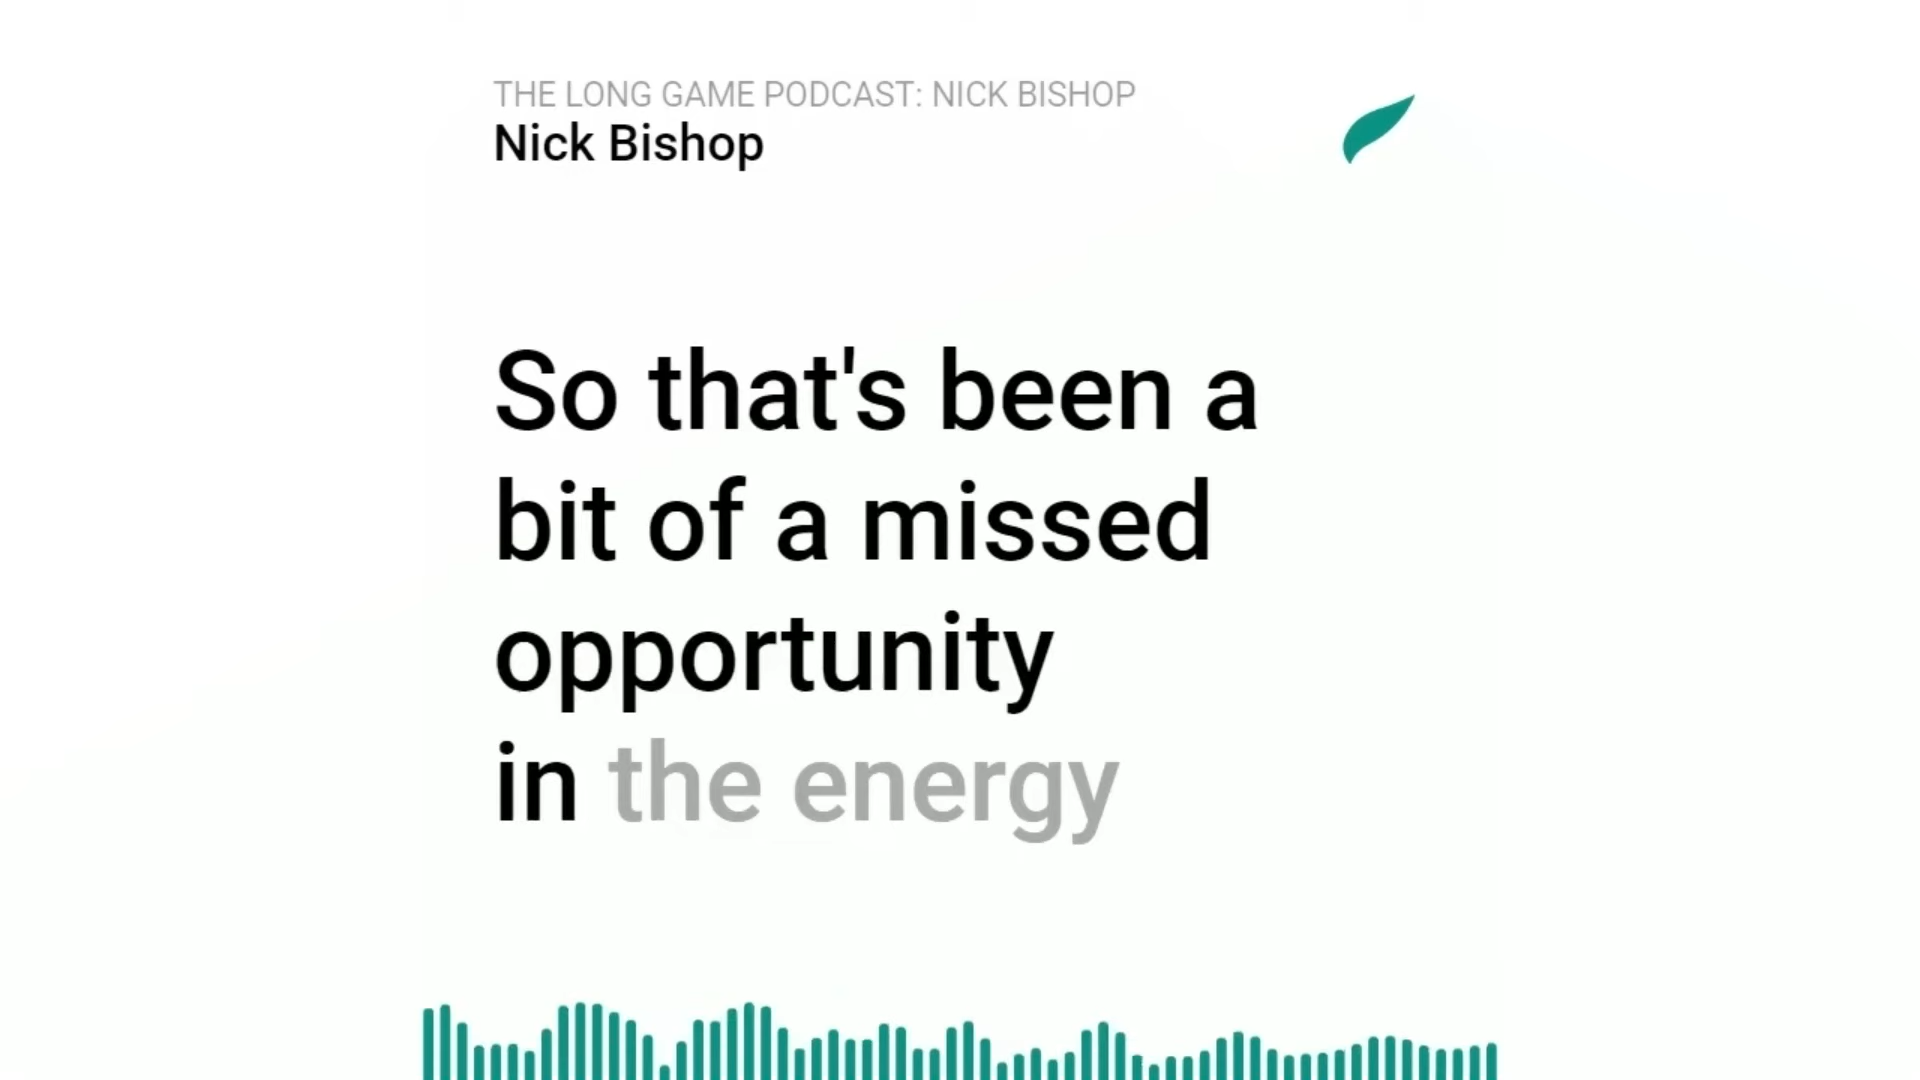 THE LONG GAME PODCAST: NICK BISHOP
Nick Bishop
So that's been a
bit of a missed
opportunity
in the energy